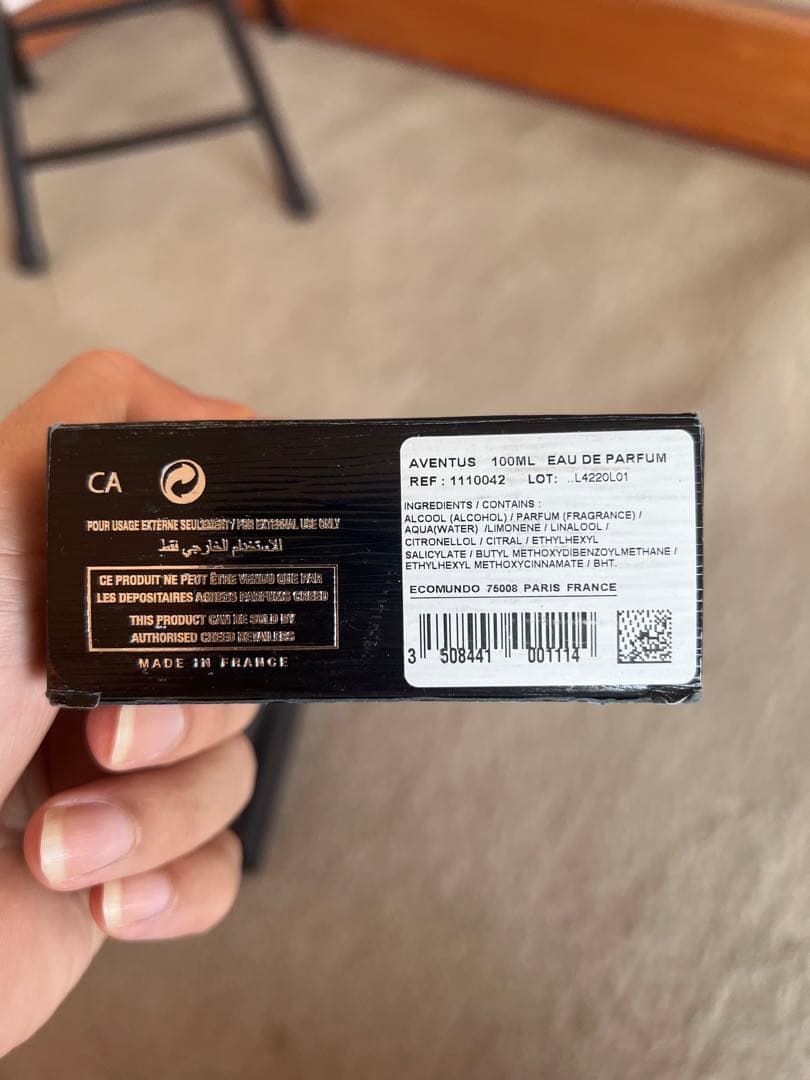 CA
POUR USAGE EXTERNE SEULEMENT / FOR EXTERNAL USE ONLY
الاستخدام الخارجي فقط
CE PRODUIT NE PEUT ÊTRE VENDU QUE PAR
LES DEPOSITAIRES AGREES PARFUMS CREED
THIS PRODUCT CAN BE SOLD BY
AUTHORISED CREED RETAILERS
MADE IN FRANCE
AVENTUS 100ML EAU DE PARFUM
REF : 1110042 LOT: ..L4220L01
INGREDIENTS / CONTAINS :
ALCOOL (ALCOHOL) / PARFUM (FRAGRANCE) /
AQUA(WATER) /LIMONENE / LINALOOL /
CITRONELLOL / CITRAL / ETHYLHEXYL
SALICYLATE / BUTYL METHOXYDIBENZOYLMETHANE /
ETHYLHEXYL METHOXYCINNAMATE / BHT.
ECOMUNDO 75008 PARIS FRANCE
3 508441 001114